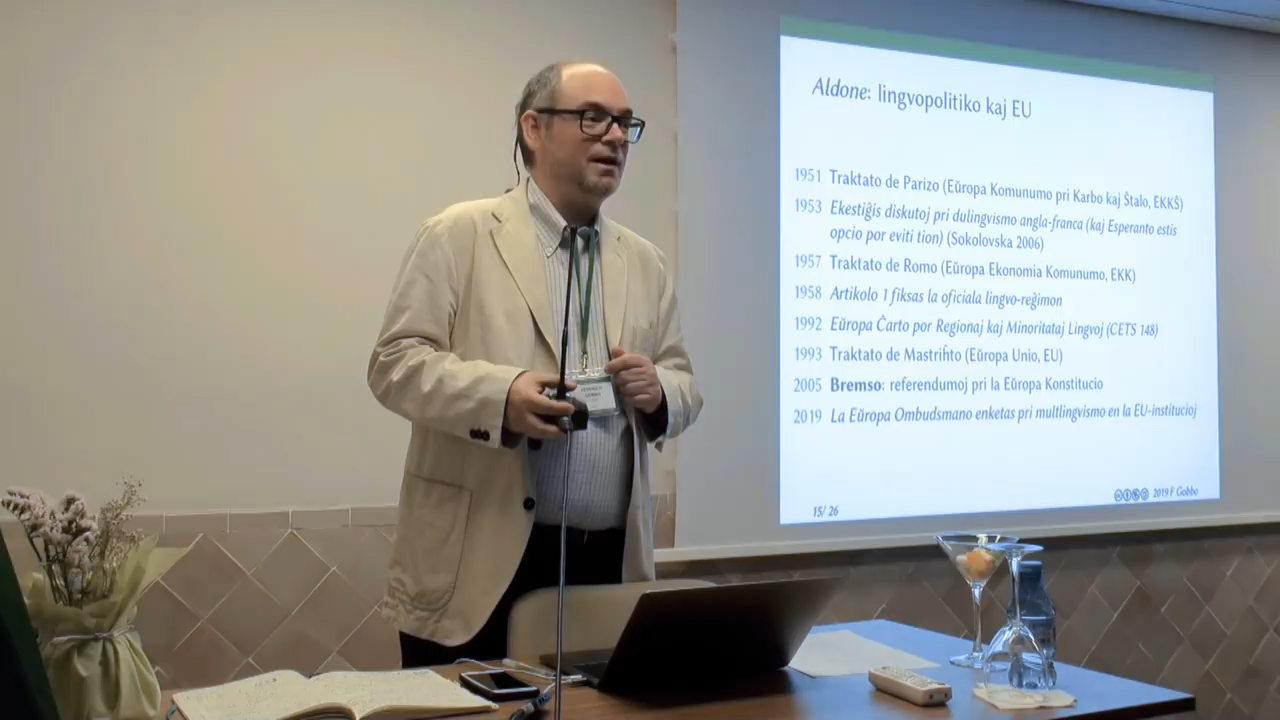 Aldone: lingvopolitiko kaj EU
1951 Traktato de Parizo (Eŭropa Komunumo pri Karbo kaj Ŝtalo, EKKŜ)
1953 Ekestiĝis diskutoj pri dulingvismo angla-franca (kaj Esperanto estis
opcio por eviti tion) (Sokolovska 2006)
1957 Traktato de Romo (Eŭropa Ekonomia Komunumo, EKK)
1958 Artikolo 1 fiksas la oficiala lingvo-reĝimon
1992 Eŭropa Ĉarto por Regionaj kaj Minoritataj Lingvoj (CETS 148)
1993 Traktato de Mastriĥto (Eŭropa Unio, EU)
2005 Bremso: referendumoj pri la Eŭropa Konstitucio
2019 La Eŭropa Ombudsmano enketas pri multlingvismo en la EU-institucioj
2019 F Gobbo
15/ 26